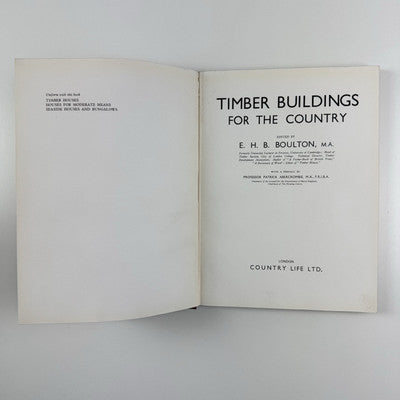 Uniform with this book
TIMBER HOUSES
HOUSES FOR MODERATE MEANS
SEASIDE HOUSES AND BUNGALOWS
TIMBER BUILDINGS
FOR THE COUNTRY
EDITED BY
E. H. B. BOULTON, M.A.
WITH A PREFACE BY
PROFESSOR PATRICK ABERCROMBIE, M.A., F.R.I.B.A.
LONDON
COUNTRY LIFE LTD.